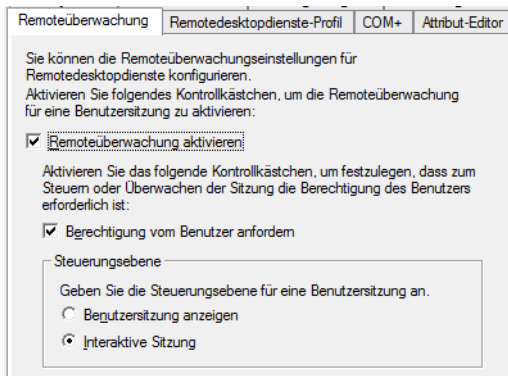 Remoteüberwachung Remotedesktopdienste-Profil COM+ Attribut-Editor
Sie können die Remoteüberwachungseinstellungen für
Remotedesktopdienste konfigurieren.
Aktivieren Sie folgendes Kontrollkästchen, um die Remoteüberwachung
für eine Benutzersitzung zu aktivieren:
Remoteüberwachung aktivieren
Aktivieren Sie das folgende Kontrollkästchen, um festzulegen, dass zum
Steuern oder Überwachen der Sitzung die Berechtigung des Benutzers
erforderlich ist:
Berechtigung vom Benutzer anfordern
Steuerungsebene
Geben Sie die Steuerungsebene für eine Benutzersitzung an.
Benutzersitzung anzeigen
Interaktive Sitzung